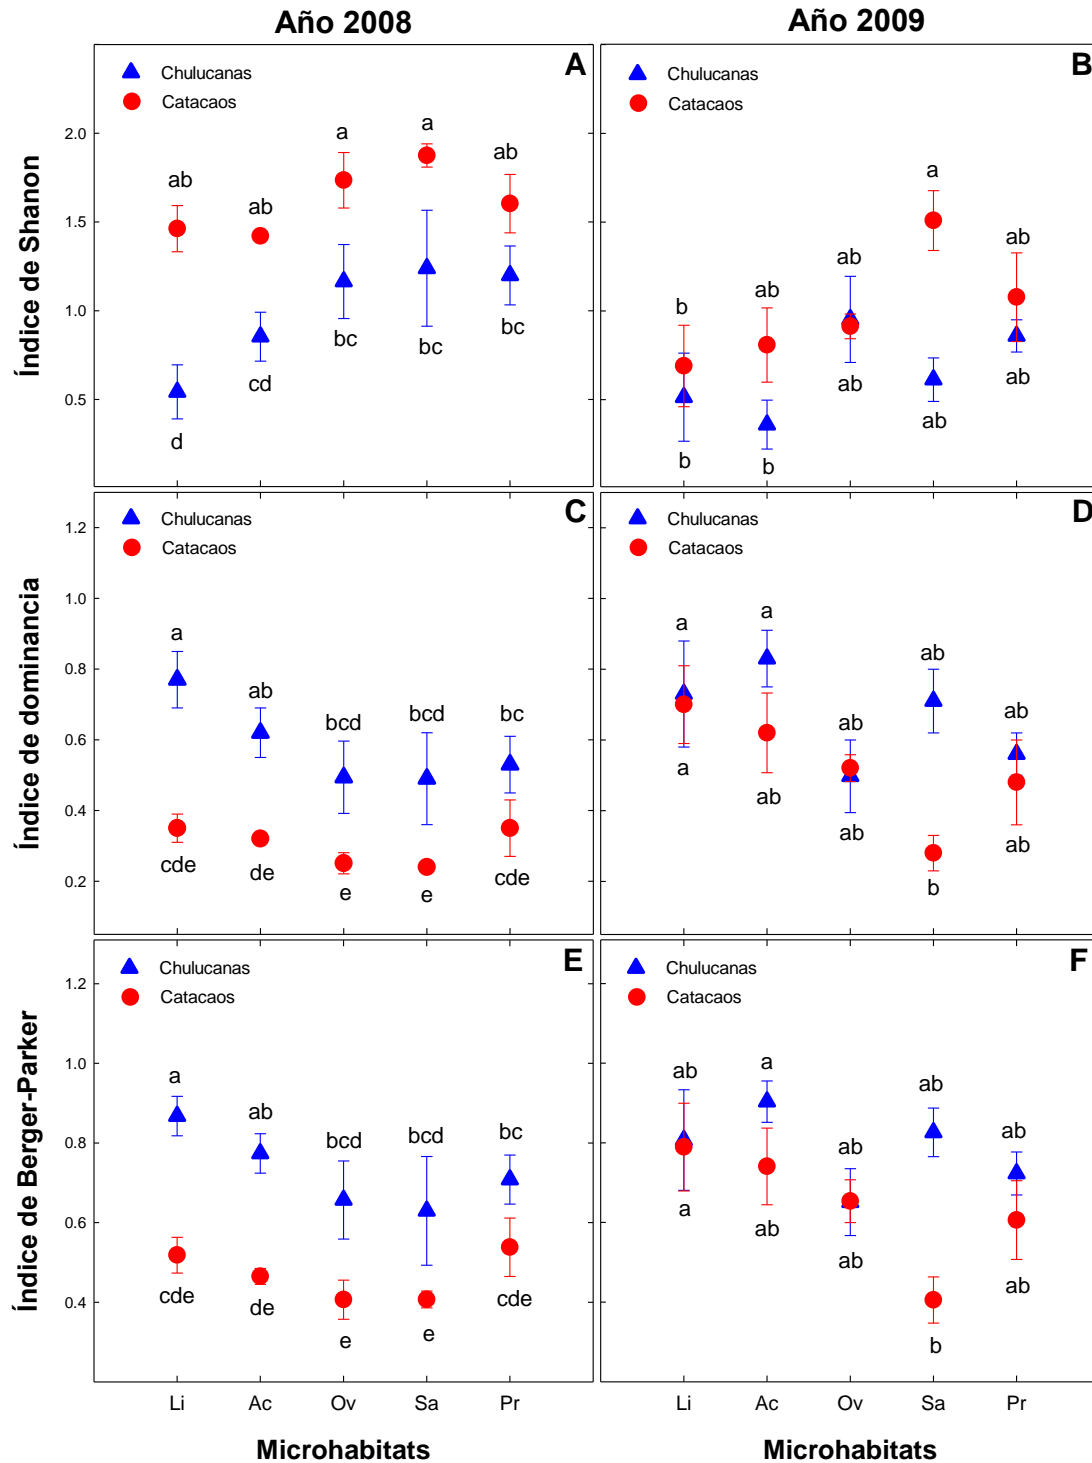 Año 2008
Año 2009
Índice de Shanon
A
Chulucanas
Catacaos
2.0
1.5
1.0
0.5
ab
ab
a
a
ab
d
cd
bc
bc
bc
B
Chulucanas
Catacaos
b
ab
ab
a
ab
b
b
ab
ab
ab
Índice de dominancia
C
Chulucanas
Catacaos
1.2
1.0
0.8
0.6
0.4
0.2
a
ab
bcd
bcd
bc
cde
de
e
e
cde
D
Chulucanas
Catacaos
a
a
ab
ab
ab
a
ab
ab
b
ab
Índice de Berger-Parker
E
Chulucanas
Catacaos
1.2
1.0
0.8
0.6
0.4
a
ab
bcd
bcd
bc
cde
de
e
e
cde
F
Chulucanas
Catacaos
ab
a
ab
ab
ab
a
ab
ab
b
ab
Li Ac Ov Sa Pr
Li Ac Ov Sa Pr
Microhabitats
Microhabitats